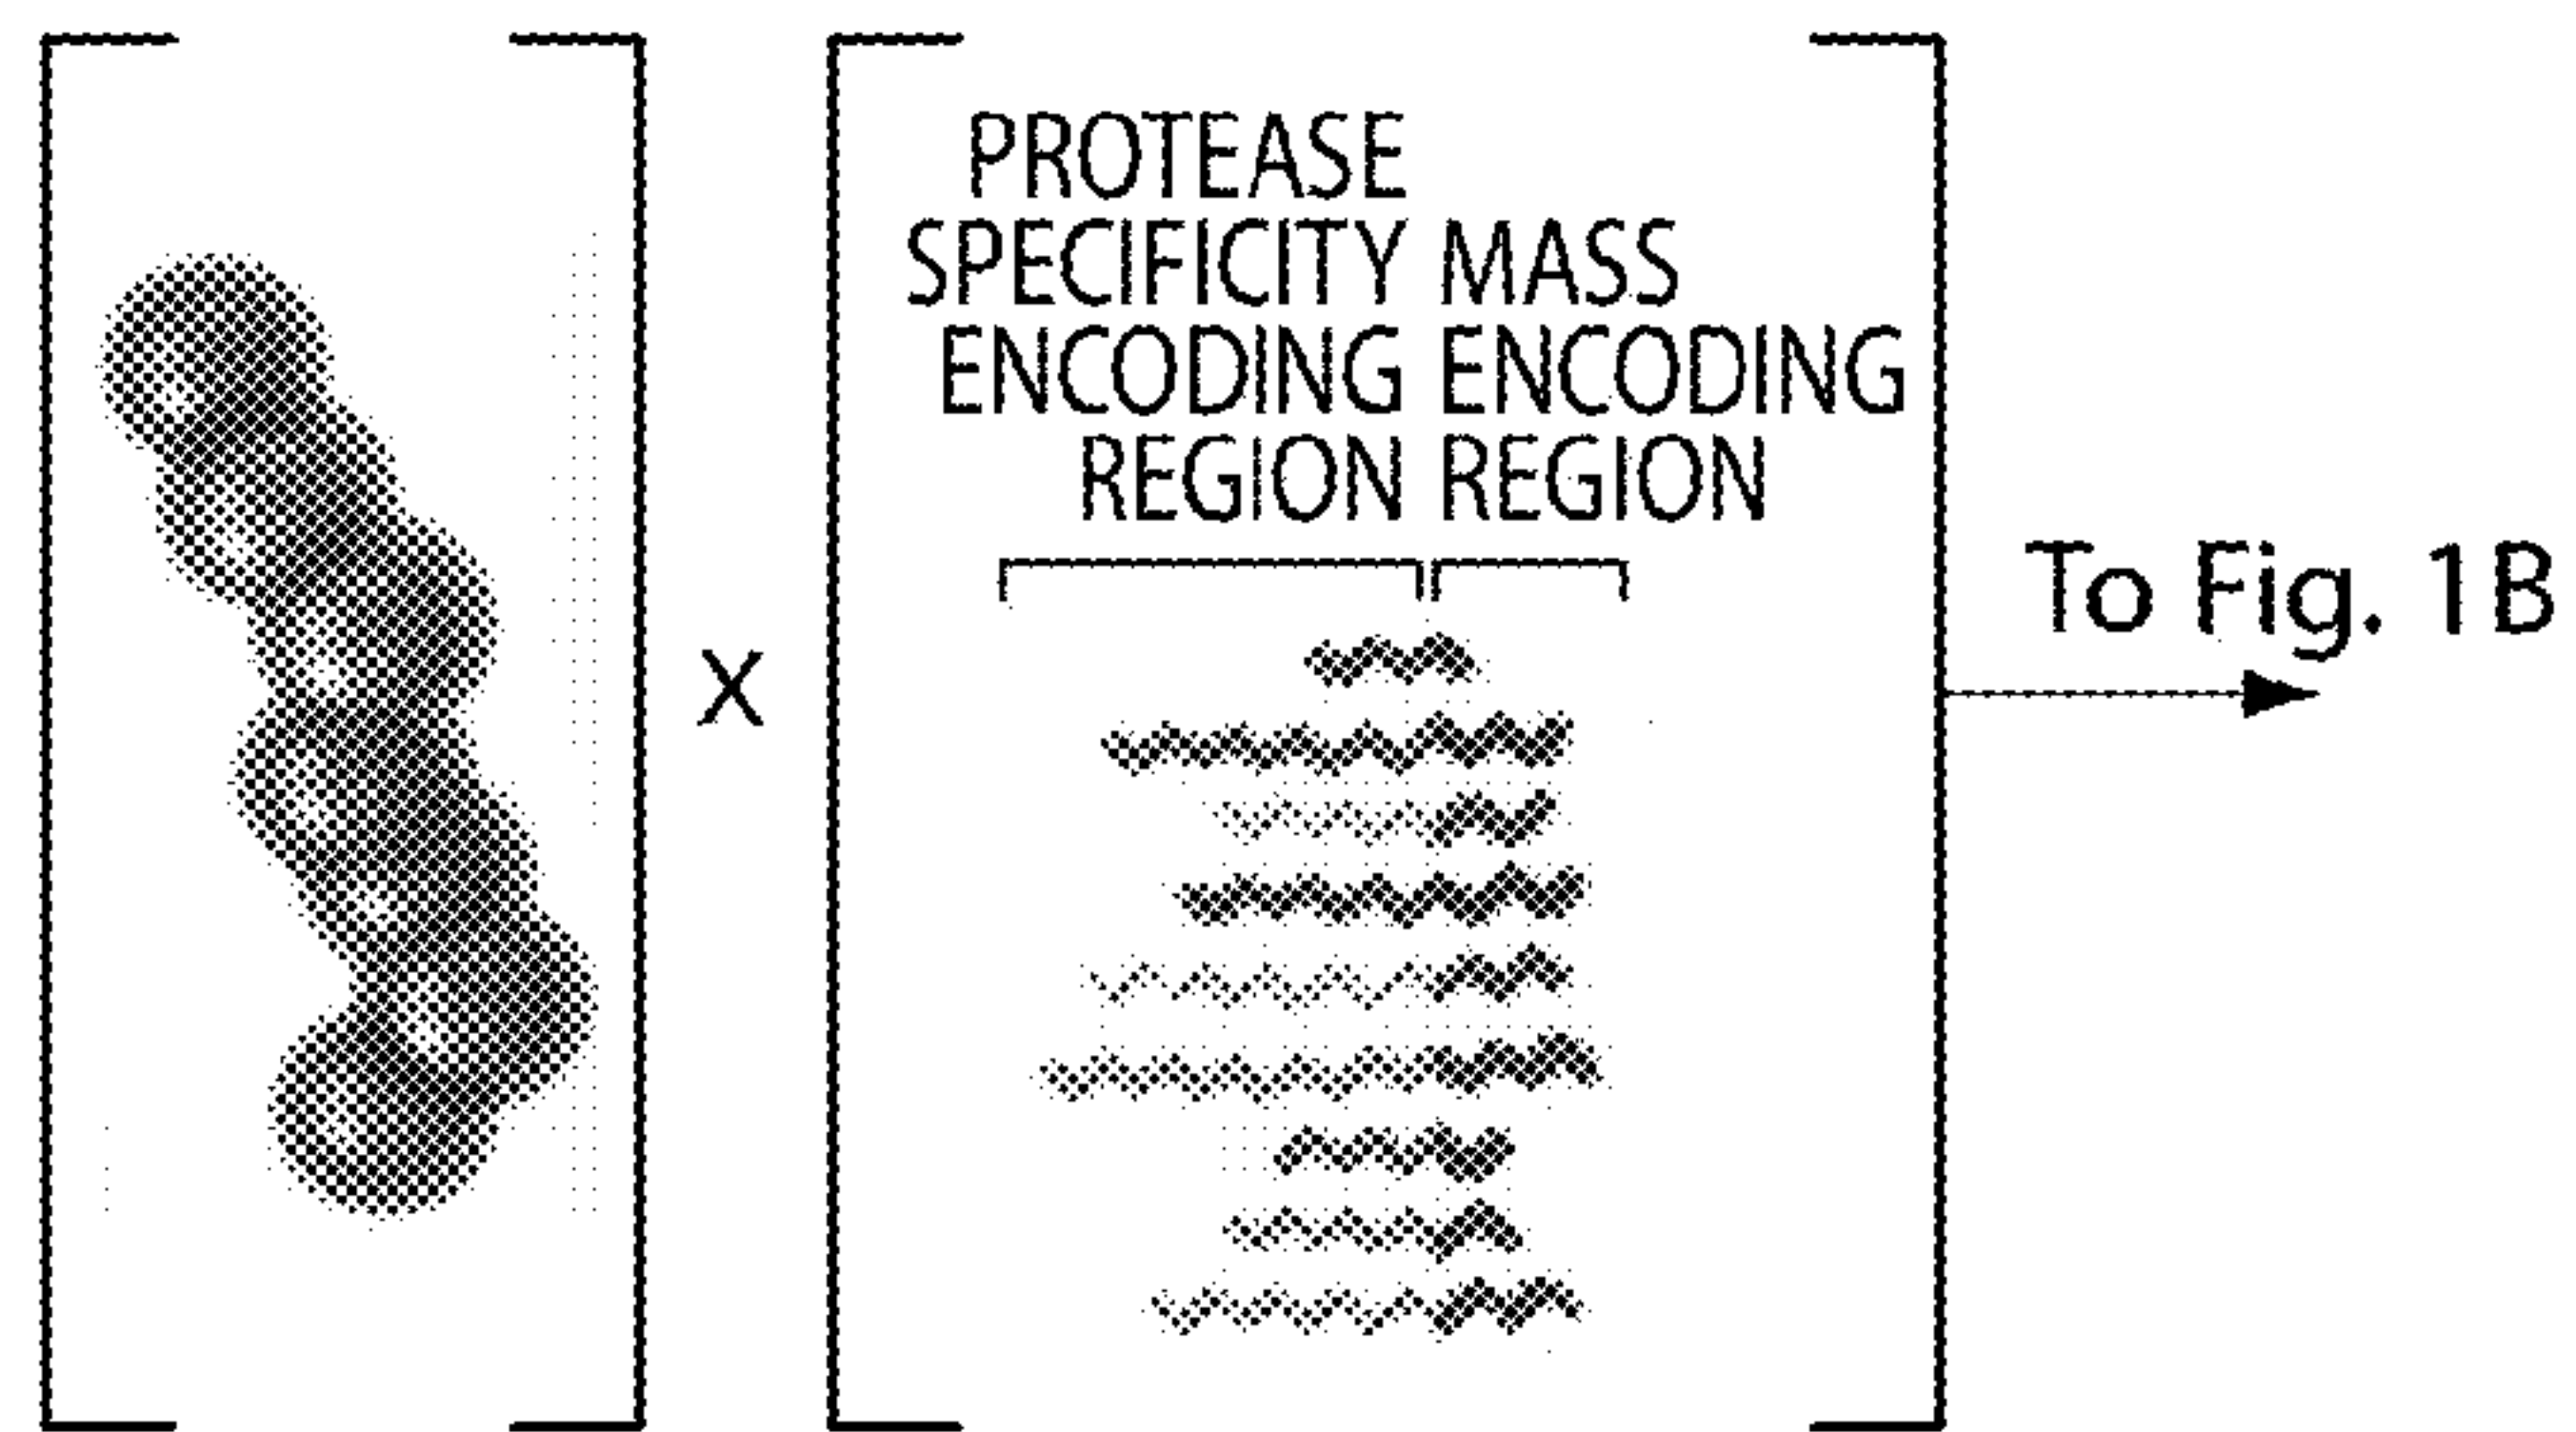 PROTEASE
SPECIFICITY MASS
ENCODING ENCODING
REGION REGION
X
To Fig. 1B